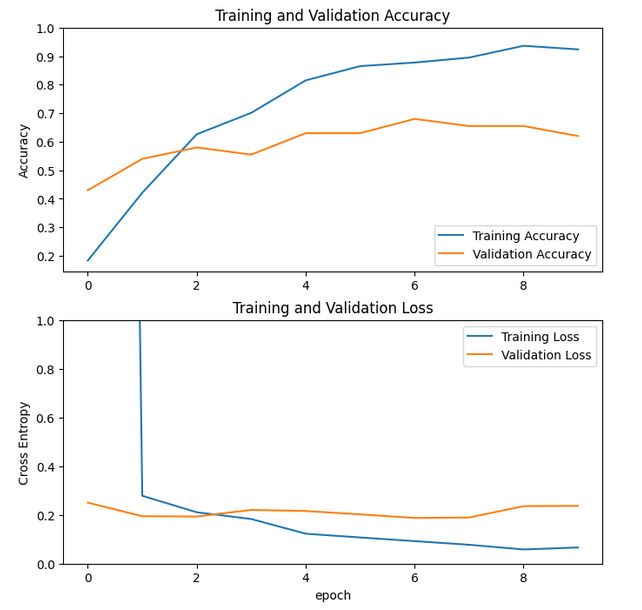 Training and Validation Accuracy
1.0
0.9
0.8
0.7
0.6
0.5
0.4
0.3
0.2
Accuracy
Training Accuracy
Validation Accuracy
0 2 4 6 8
Training and Validation Loss
1.0
0.8
0.6
0.4
0.2
0.0
Cross Entropy
Training Loss
Validation Loss
0 2 4 6 8
epoch